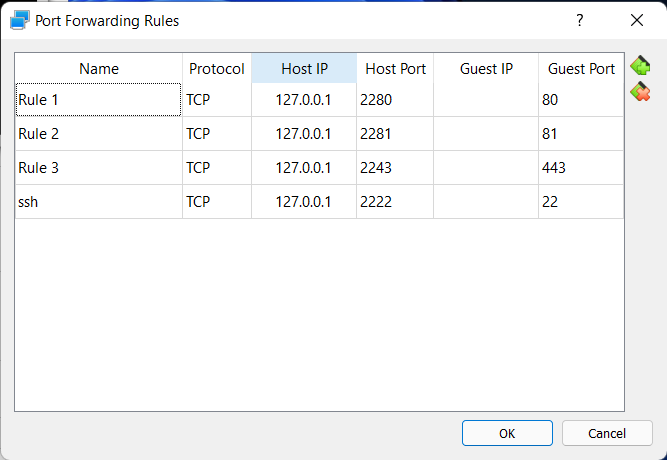 Port Forwarding Rules ?
Name Protocol Host IP Host Port Guest IP Guest Port
Rule 1 TCP 127.0.0.1 2280 80
Rule 2 TCP 127.0.0.1 2281 81
Rule 3 TCP 127.0.0.1 2243 443
ssh TCP 127.0.0.1 2222 22
OK Cancel